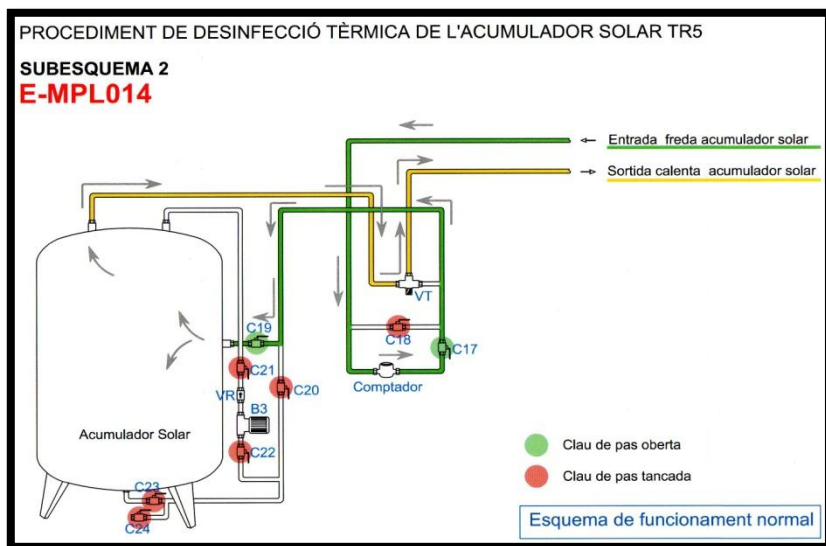 PROCEDIMENT DE DESINFECCIÓ TÈRMICA DE L'ACUMULADOR SOLAR TR5
SUBESQUEMA 2
E-MPL014
Entrada freda acumulador solar
Sortida calenta acumulador solar
VT
C19
C18
C17
C21
C20
VR
Comptador
B3
Acumulador Solar
C22
Clau de pas oberta
C23
Clau de pas tancada
C24
Esquema de funcionament normal